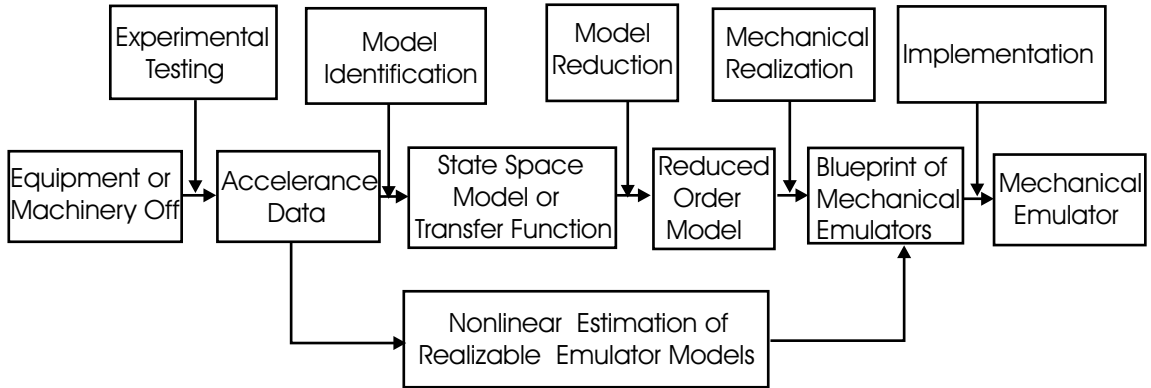 Experimental
Testing
Model
Identification
Model
Reduction
Mechanical
Realization
Implementation
Equipment or
Machinery Off
Accelerance
Data
State Space
Model or
Transfer Function
Reduced
Order
Model
Blueprint of
Mechanical
Emulators
Mechanical
Emulator
Nonlinear Estimation of
Realizable Emulator Models